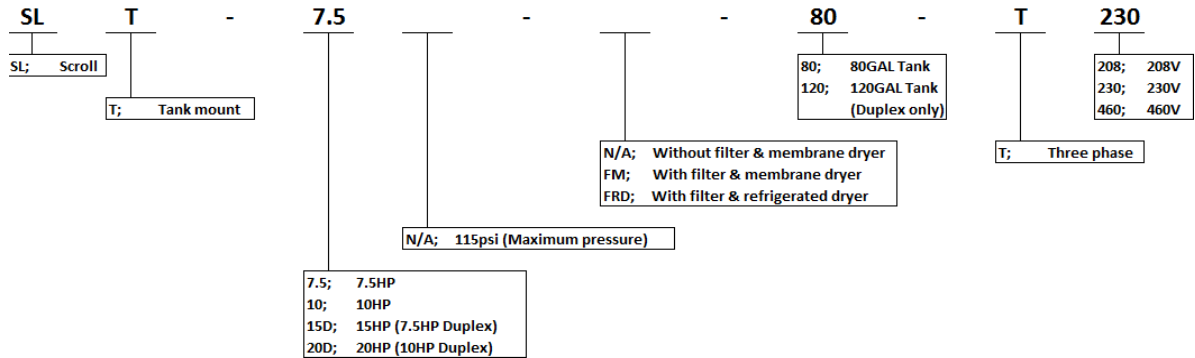 SL T - 7.5 - - 80 - T 230
SL; Scroll
T; Tank mount
80; 80GAL Tank
120; 120GAL Tank
(Duplex only)
208; 208V
230; 230V
460; 460V
T; Three phase
N/A; Without filter & membrane dryer
FM; With filter & membrane dryer
FRD; With filter & refrigerated dryer
N/A; 115psi (Maximum pressure)
7.5; 7.5HP
10; 10HP
15D; 15HP (7.5HP Duplex)
20D; 20HP (10HP Duplex)